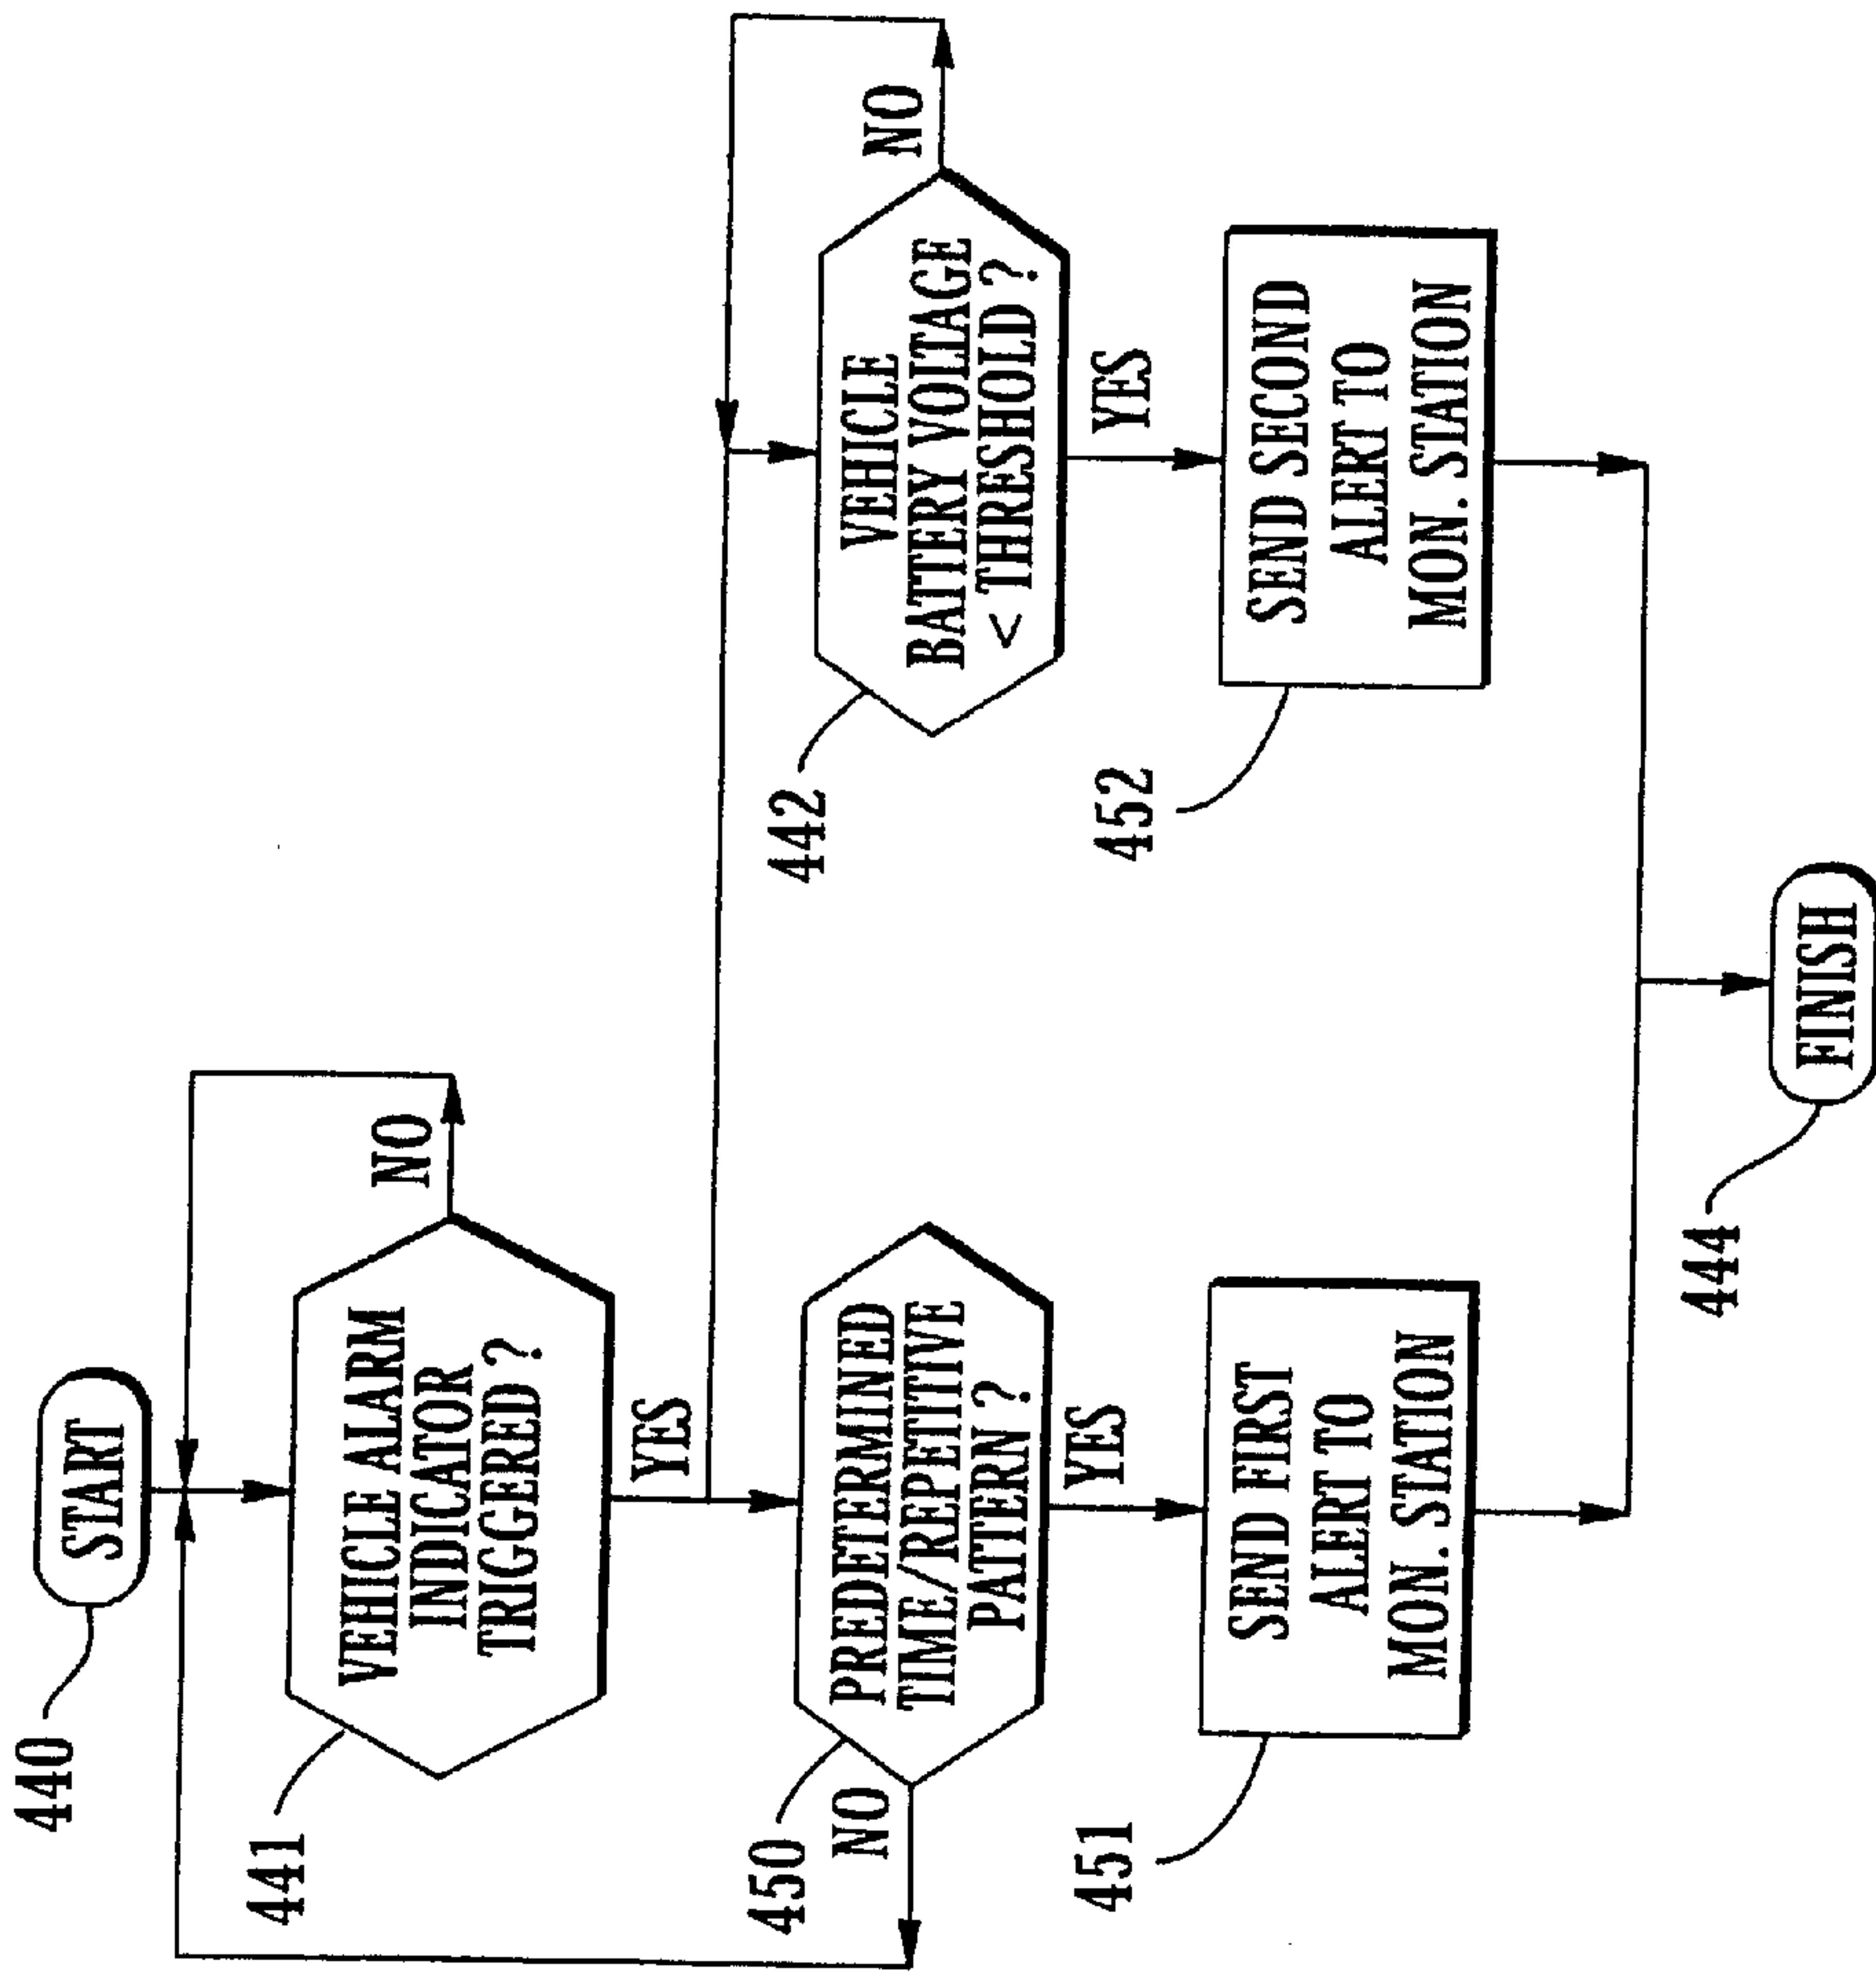 440
START
441
VEHICLE ALARM
INDICATOR
TRIGGERED ?
NO
YES
450
PREDETERMINED
TIME/REPETITIVE
PATTERN ?
NO
YES
442
VEHICLE
BATTERY VOLTAGE
< THRESHOLD ?
NO
YES
451
SEND FIRST
ALERT TO
MON. STATION
452
SEND SECOND
ALERT TO
MON. STATION
444
FINISH